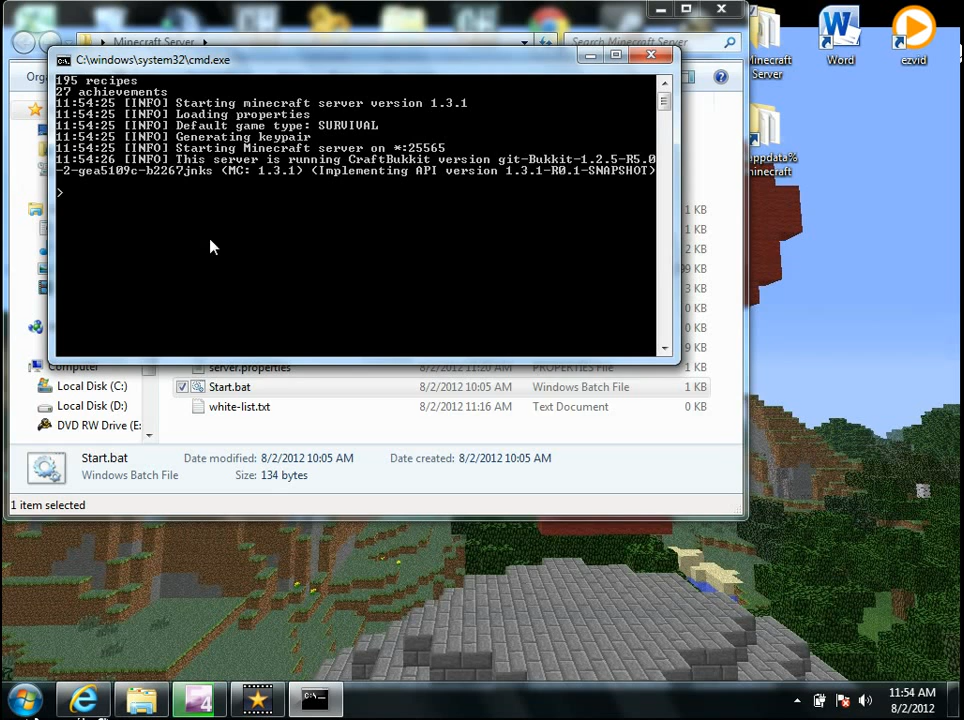 Minecraft Server
Search Minecraft Server
C:\windows\system32\cmd.exe
195 recipes
27 achievements
11:54:25 [INFO] Starting minecraft server version 1.3.1
11:54:25 [INFO] Loading properties
11:54:25 [INFO] Default game type: SURVIVAL
11:54:25 [INFO] Generating keypair
11:54:25 [INFO] Starting Minecraft server on *:25565
11:54:26 [INFO] This server is running CraftBukkit version git-Bukkit-1.2.5-R5.0
-2-gea5109c-b2267jnks (MC: 1.3.1) (Implementing API version 1.3.1-R0.1-SNAPSHOT)
>
Orga
1 KB
1 KB
2 KB
99 KB
3 KB
0 KB
0 KB
9 KB
Computer
server.properties 8/2/2012 11:20 AM PROPERTIES File 1 KB
Local Disk (C:)
Start.bat 8/2/2012 10:05 AM Windows Batch File 1 KB
Local Disk (D:)
white-list.txt 8/2/2012 11:16 AM Text Document 0 KB
DVD RW Drive (E:
Start.bat Date modified: 8/2/2012 10:05 AM Date created: 8/2/2012 10:05 AM
Windows Batch File Size: 134 bytes
1 item selected
Minecraft
Server
Word
ezvid
appdata%
minecraft
11:54 AM
8/2/2012